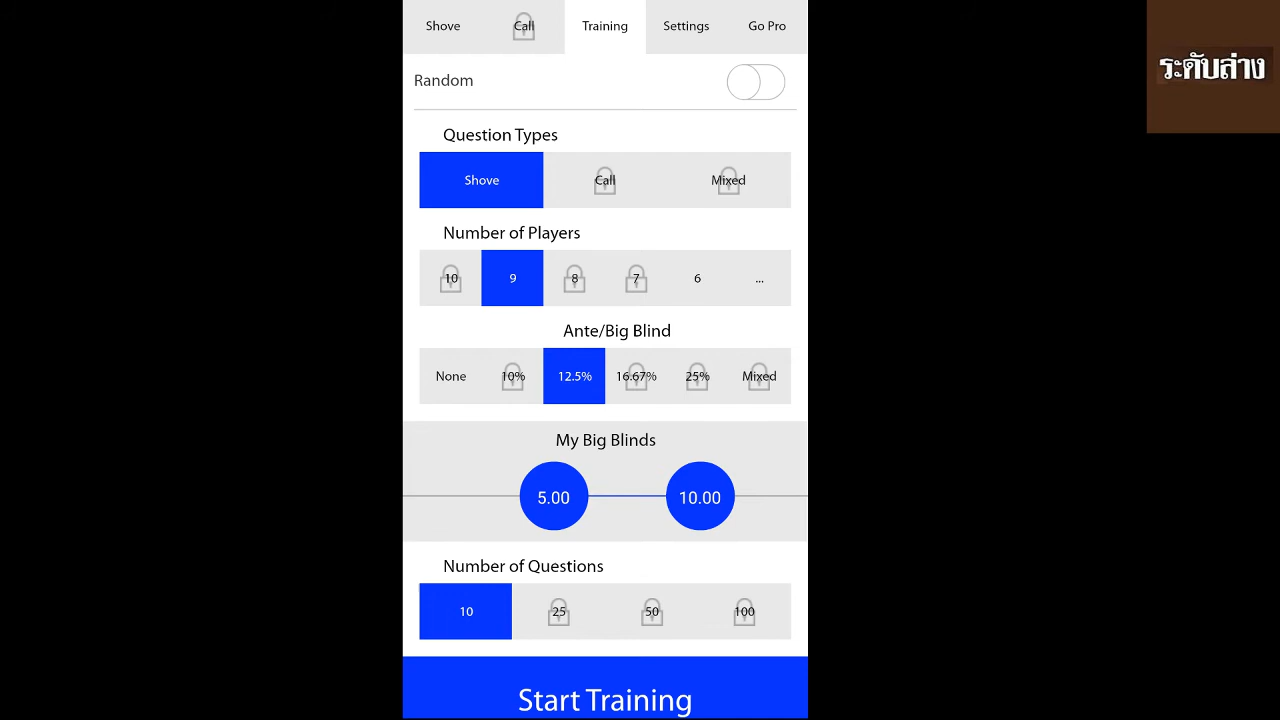 Shove Call Training Settings Go Pro
ระดับล่าง
Random
Question Types
Shove Call Mixed
Number of Players
10 9 8 7 6 ...
Ante/Big Blind
None 10% 12.5% 16.67% 25% Mixed
My Big Blinds
5.00 10.00
Number of Questions
10 25 50 100
Start Training